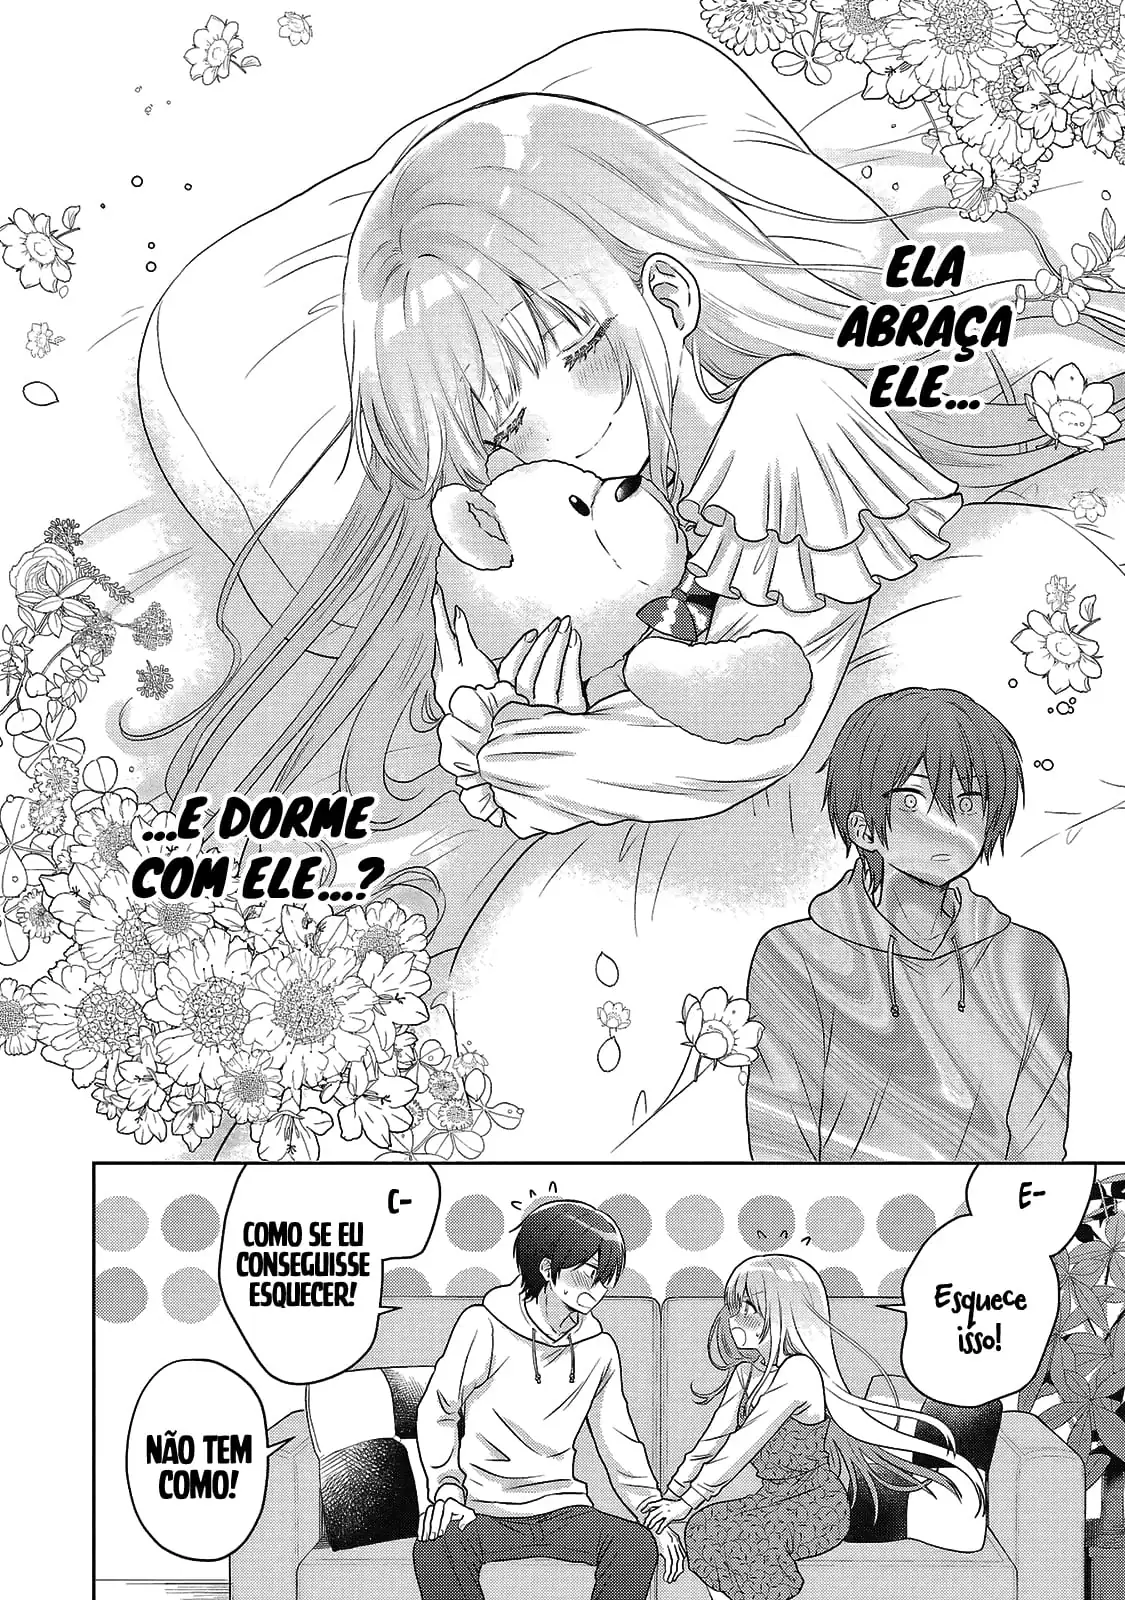 ELA
ABRAÇA
ELE...
...E DORME
COM ELE...?
E-
Esquece
isso!
C-
COMO SE EU
CONSEGUISSE
ESQUECER!
NÃO TEM
COMO!